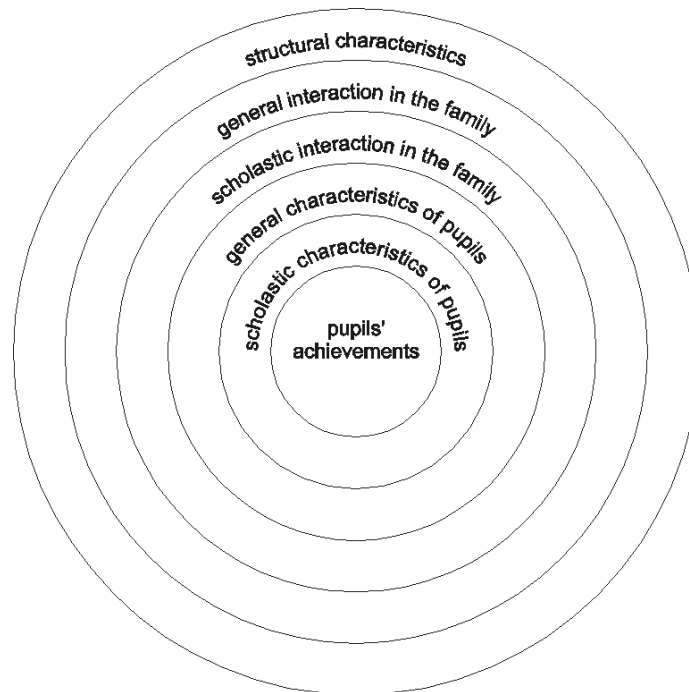 structural characteristics
general interaction in the family
scholastic interaction in the family
general characteristics of pupils
scholastic characteristics of pupils
pupils'
achievements